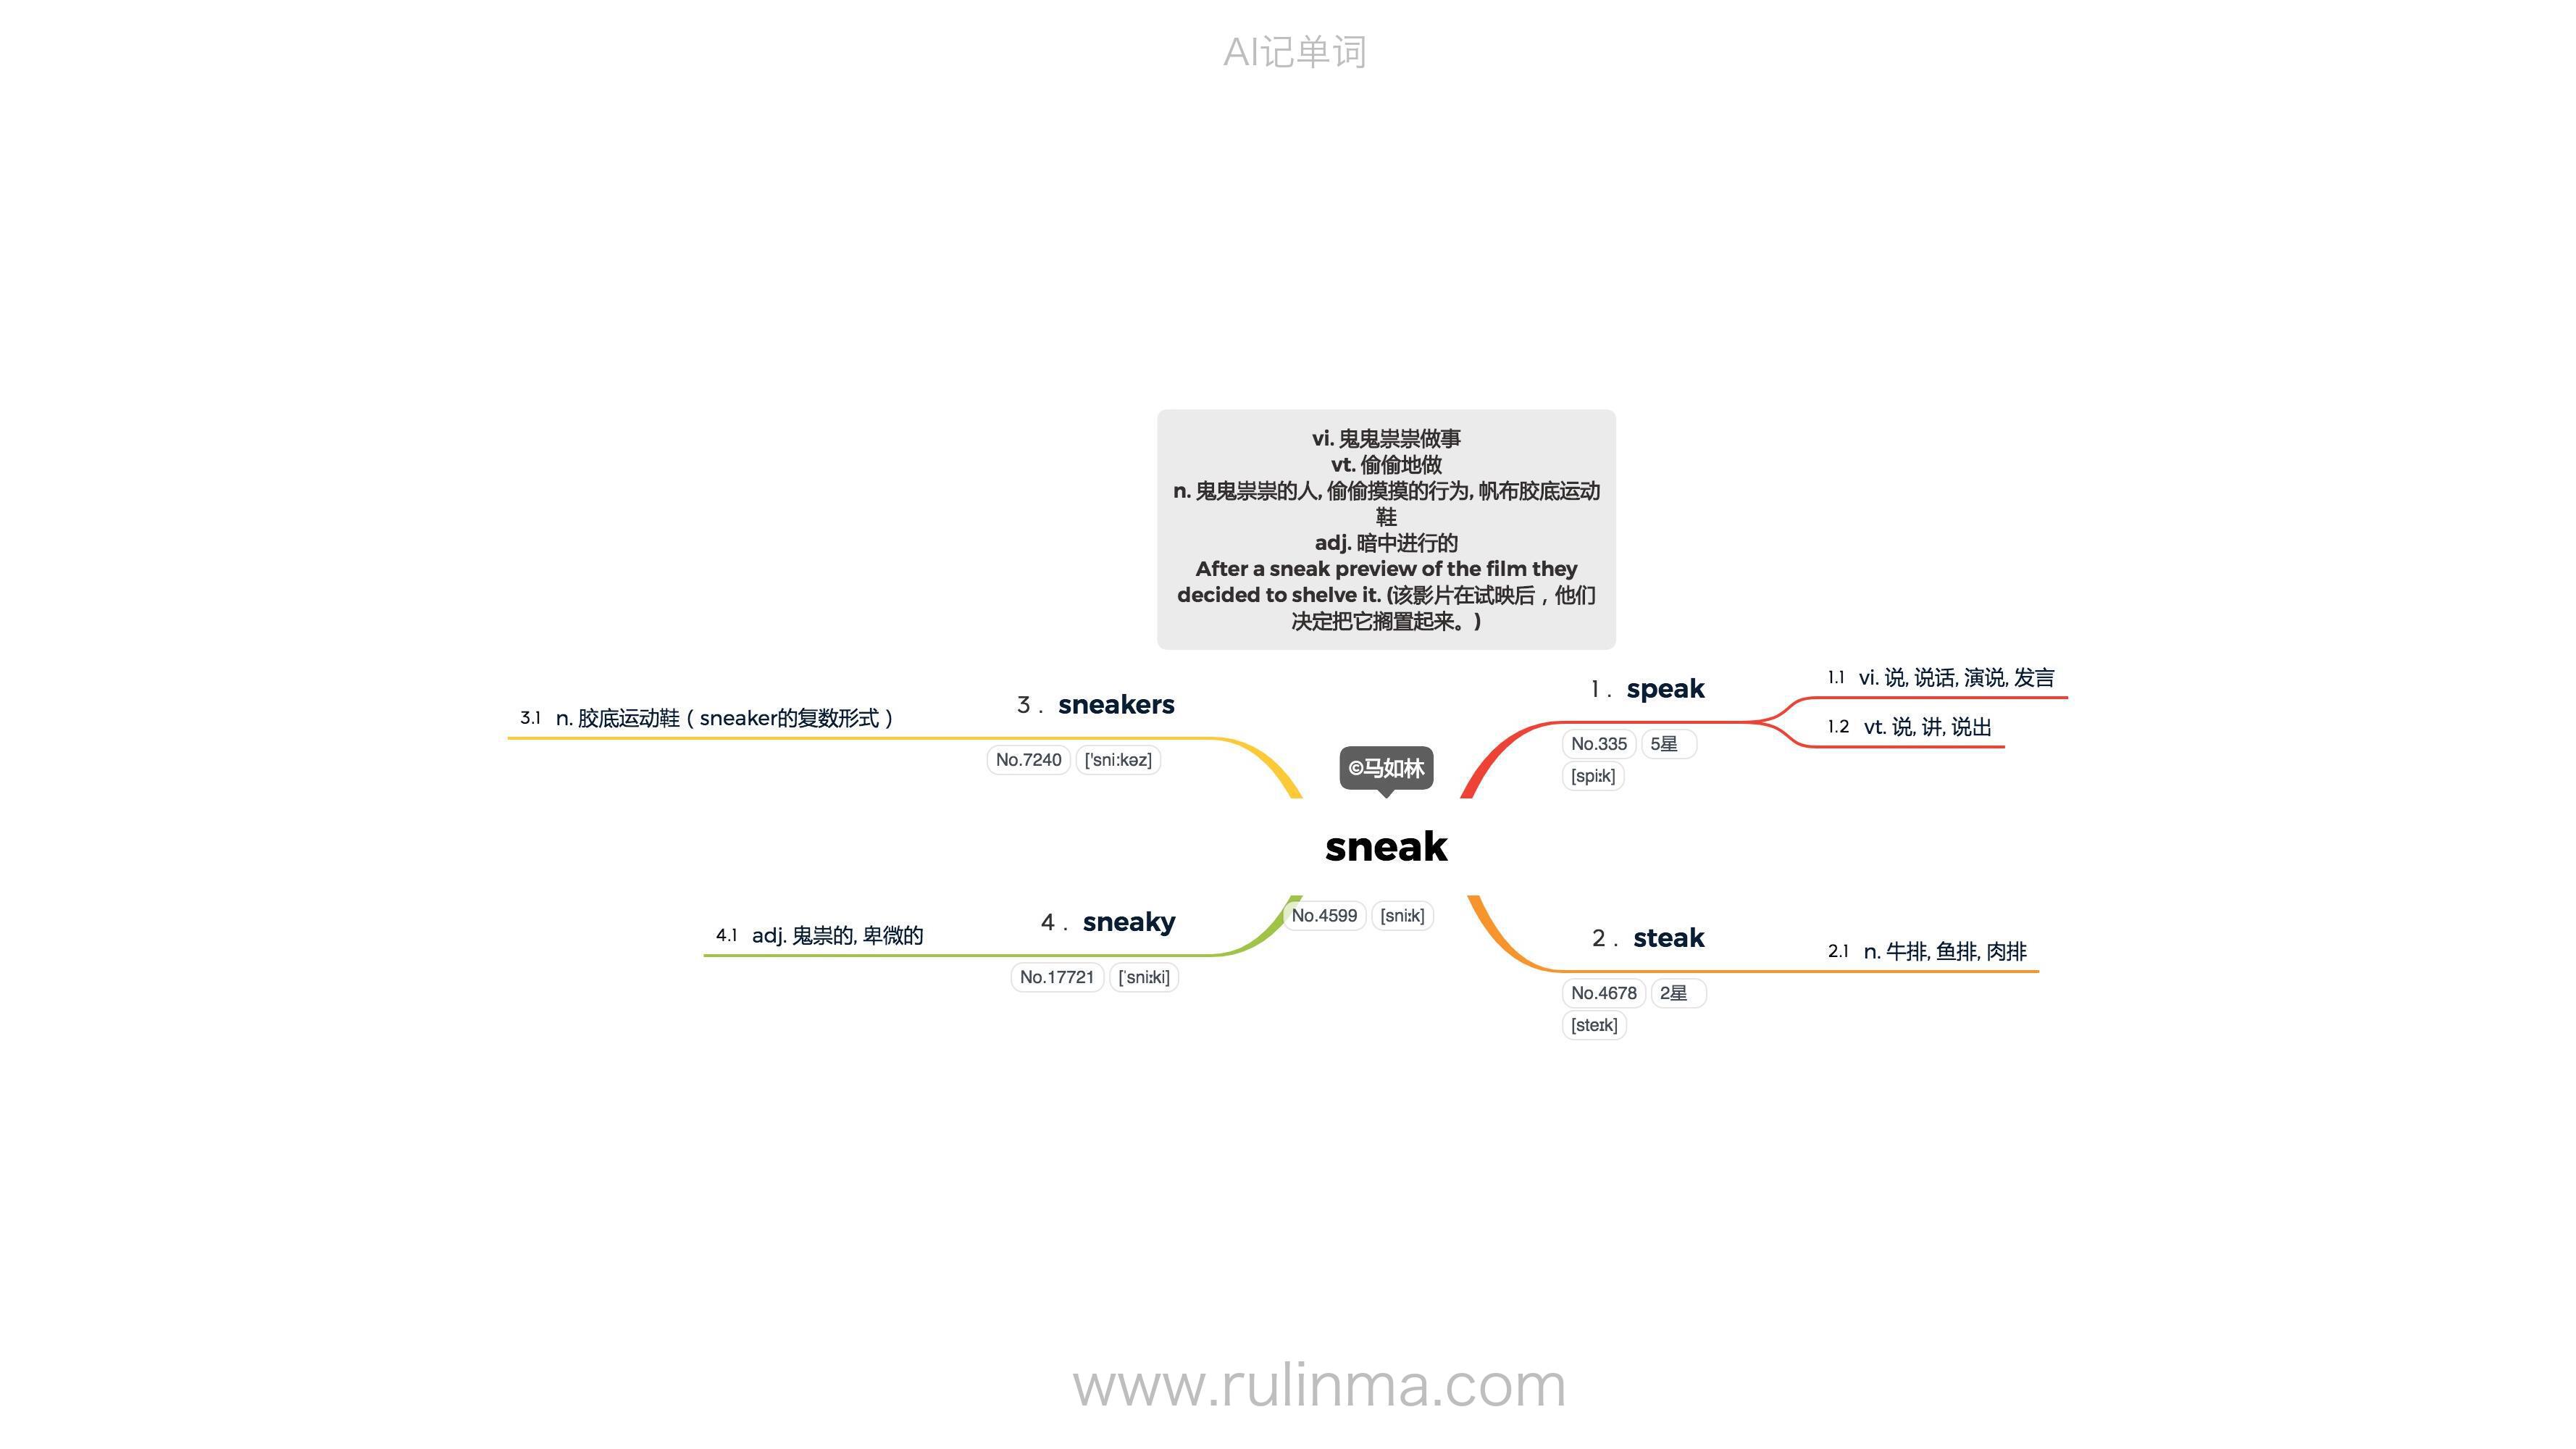 AI记单词
vi. 鬼鬼祟祟做事
vt. 偷偷地做
n. 鬼鬼祟祟的人, 偷偷摸摸的行为, 帆布胶底运动
鞋
adj. 暗中进行的
After a sneak preview of the film they
decided to shelve it. (该影片在试映后，他们
决定把它搁置起来。)
©马如林
sneak
No.4599 [sniːk]
1. speak
No.335 5星
[spiːk]
1.1 vi. 说, 说话, 演说, 发言
1.2 vt. 说, 讲, 说出
2. steak
No.4678 2星
[steɪk]
2.1 n. 牛排, 鱼排, 肉排
3. sneakers
No.7240 ['sni:kəz]
3.1 n. 胶底运动鞋（sneaker的复数形式）
4. sneaky
No.17721 [ˈsniːki]
4.1 adj. 鬼祟的, 卑微的
www.rulinma.com